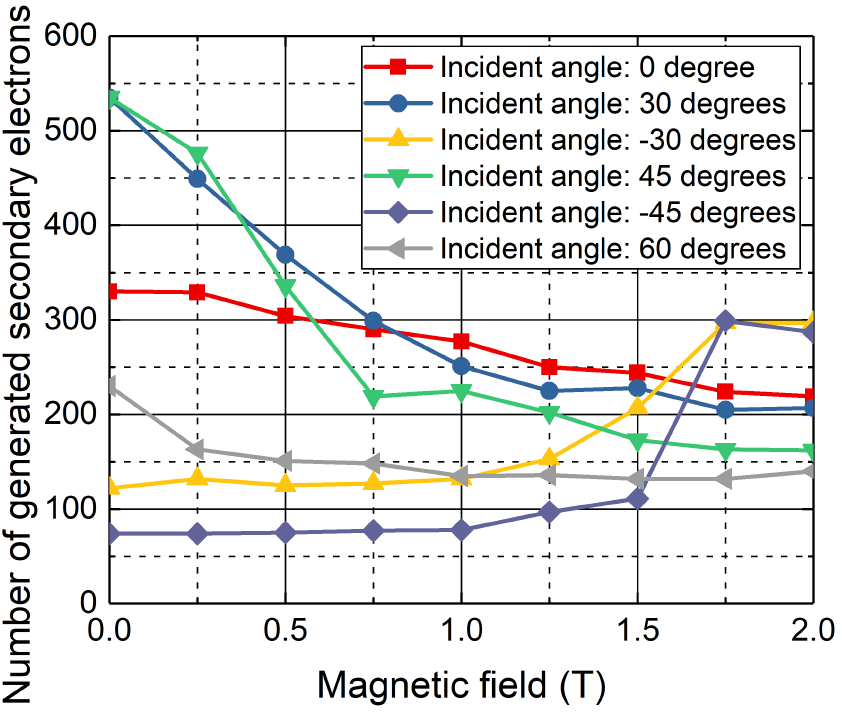 Number of generated secondary electrons
600
500
400
300
200
100
0
Incident angle: 0 degree
Incident angle: 30 degrees
Incident angle: -30 degrees
Incident angle: 45 degrees
Incident angle: -45 degrees
Incident angle: 60 degrees
0.0 0.5 1.0 1.5 2.0
Magnetic field (T)